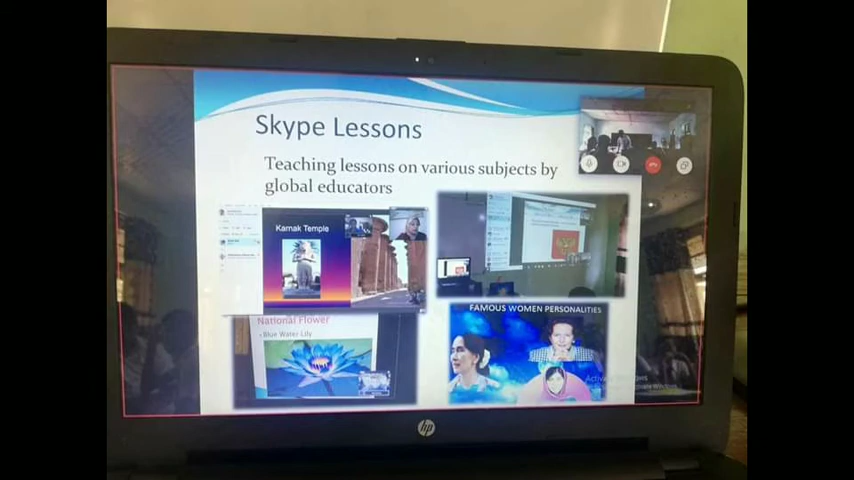 Skype Lessons
Teaching lessons on various subjects by
global educators
Karnak Temple
FAMOUS WOMEN PERSONALITIES
National Flower
• Blue Water Lily
hp